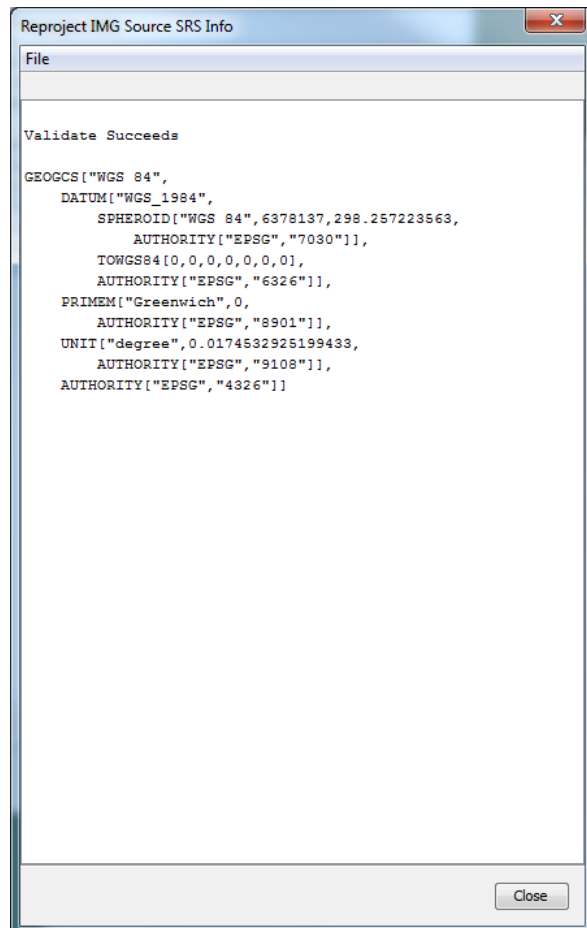 Reproject IMG Source SRS Info
File
Validate Succeeds
GEOGCS["WGS 84",
    DATUM["WGS_1984",
        SPHEROID["WGS 84",6378137,298.257223563,
            AUTHORITY["EPSG","7030"]],
        TOWGS84[0,0,0,0,0,0,0],
        AUTHORITY["EPSG","6326"]],
    PRIMEM["Greenwich",0,
        AUTHORITY["EPSG","8901"]],
    UNIT["degree",0.0174532925199433,
        AUTHORITY["EPSG","9108"]],
    AUTHORITY["EPSG","4326"]]
Close